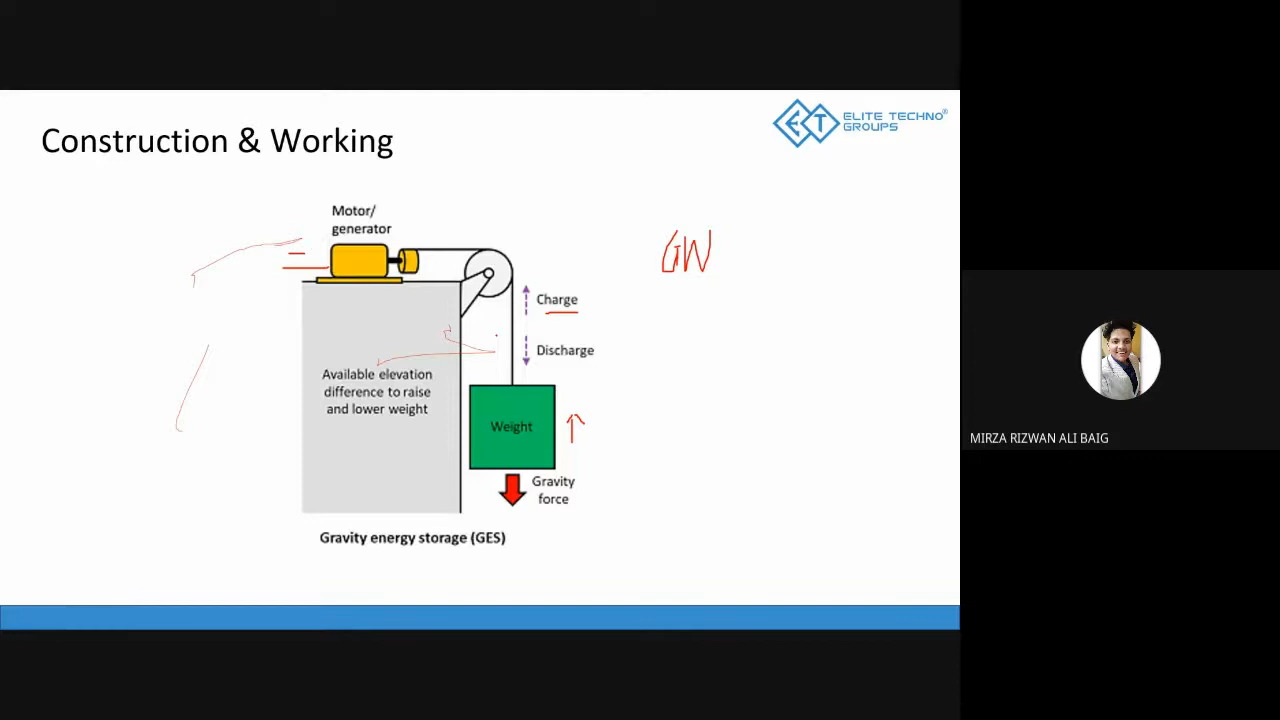 Construction & Working
ELITE TECHNO®
GROUPS
Motor/
generator
GW
Charge
Discharge
Available elevation
difference to raise
and lower weight
Weight
Gravity
force
Gravity energy storage (GES)
MIRZA RIZWAN ALI BAIG